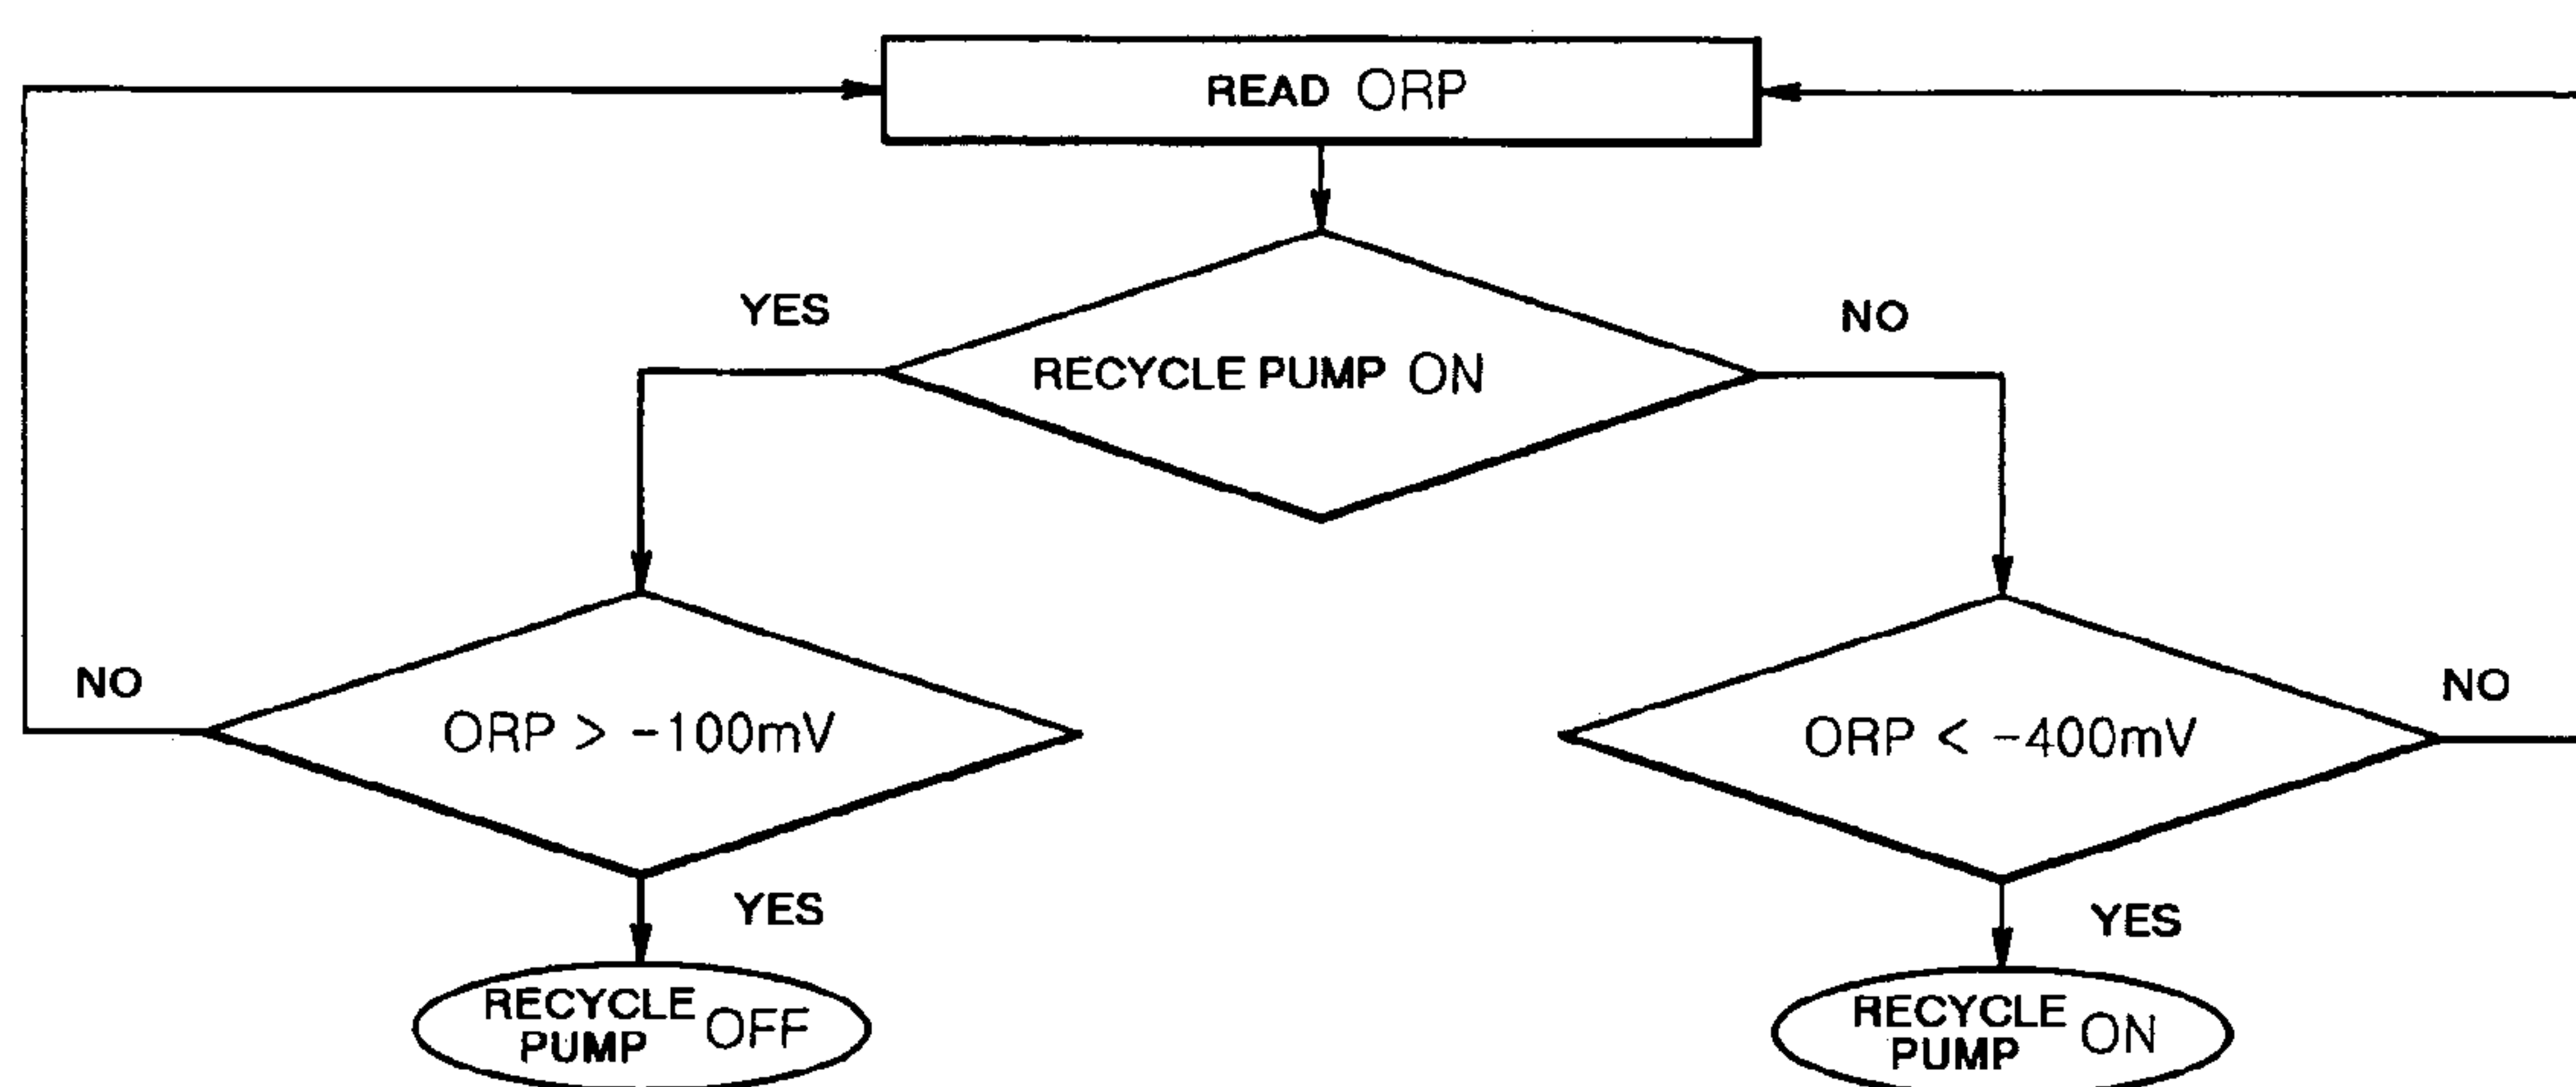 READ ORP
YES
NO
RECYCLE PUMP ON
NO
ORP > -100mV
ORP < -400mV
NO
YES
YES
RECYCLE
PUMP OFF
RECYCLE
PUMP ON